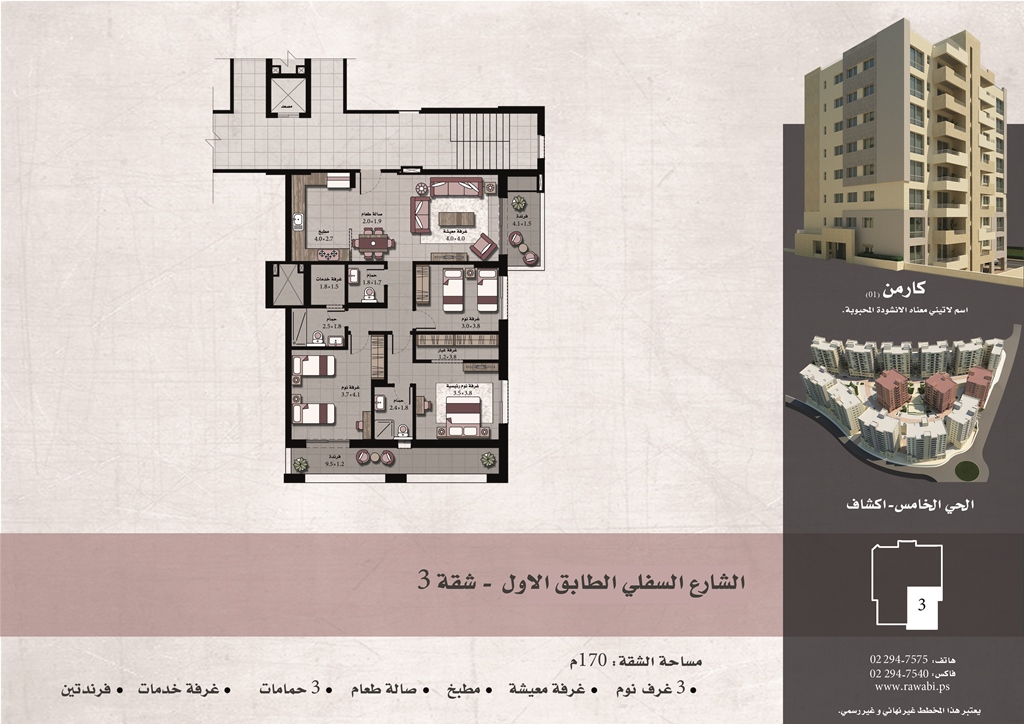 مصعد
صالة طعام
2.0*1.9
مطبخ
4.0*2.7
غرفة معيشة
4.0*4.0
فرندة
4.1*1.5
غرفة خدمات
1.8*1.5
حمام
1.8*1.7
غرفة نوم
3.0*3.8
حمام
2.5*1.8
غرفة غيار
1.2*3.8
غرفة نوم
3.7*4.1
غرفة نوم رئيسية
3.5*3.8
حمام
2.4*1.8
فرندة
9.5*1.2
كارمن (01)
اسم لاتيني معناه الانشودة المحبوبة.
الحي الخامس-اكشاف
3
هاتف: 02 294-7575
فاكس: 02 294-7540
www.rawabi.ps
يعتبر هذا المخطط غير نهائي و غير رسمي.
الشارع السفلي الطابق الاول - شقة 3
مساحة الشقة: 170م
• 3 غرف نوم • غرفة معيشة • مطبخ • صالة طعام • 3 حمامات • غرفة خدمات • فرندتين